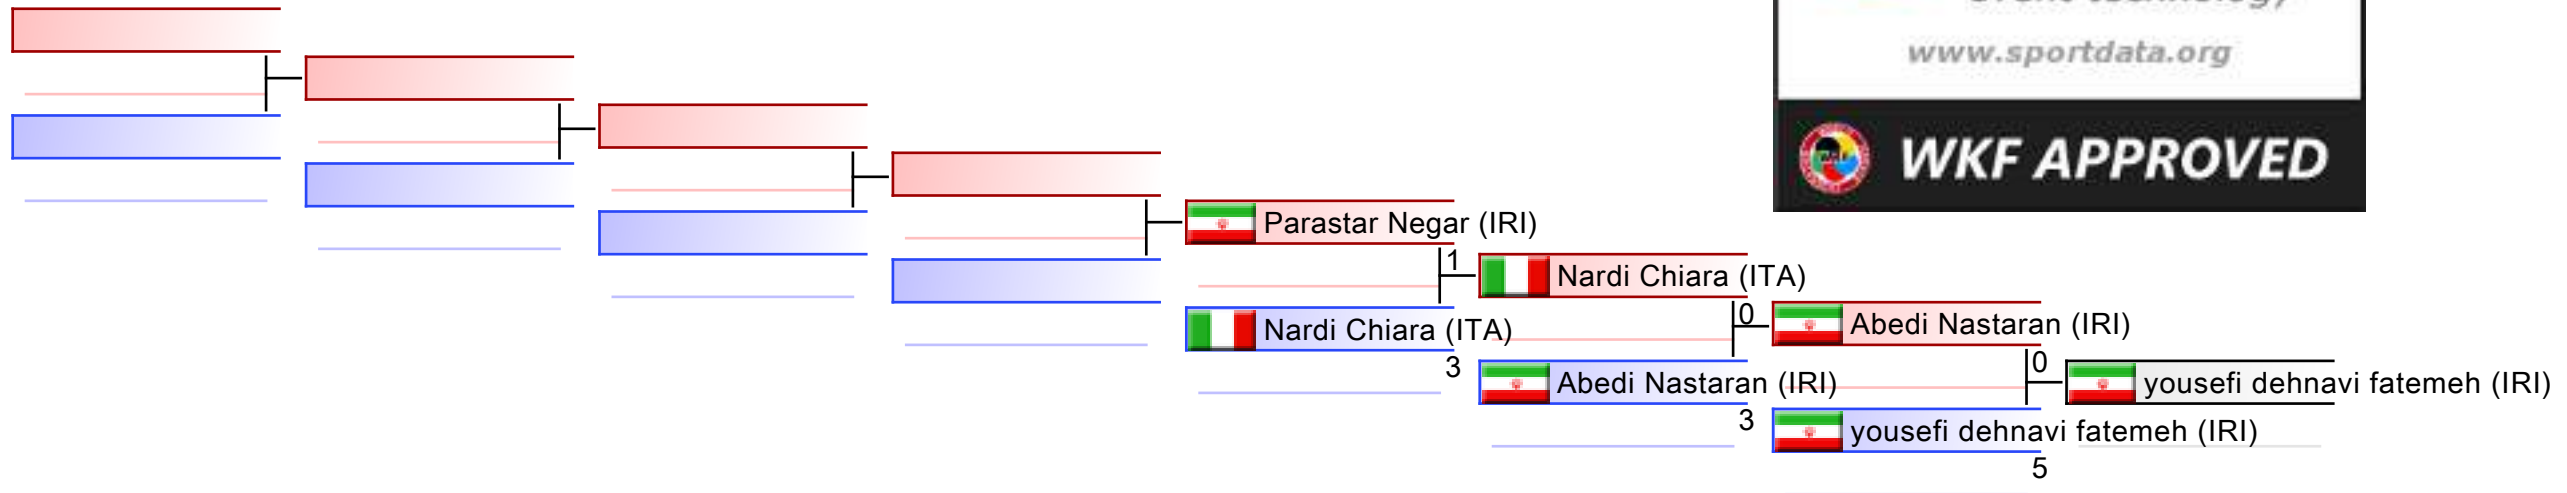 technology
www.sportdata.org
WKF APPROVED
Parastar Negar (IRI)
1
Nardi Chiara (ITA)
3
Nardi Chiara (ITA)
0
Abedi Nastaran (IRI)
3
Abedi Nastaran (IRI)
0
yousefi dehnavi fatemeh (IRI)
5
yousefi dehnavi fatemeh (IRI)